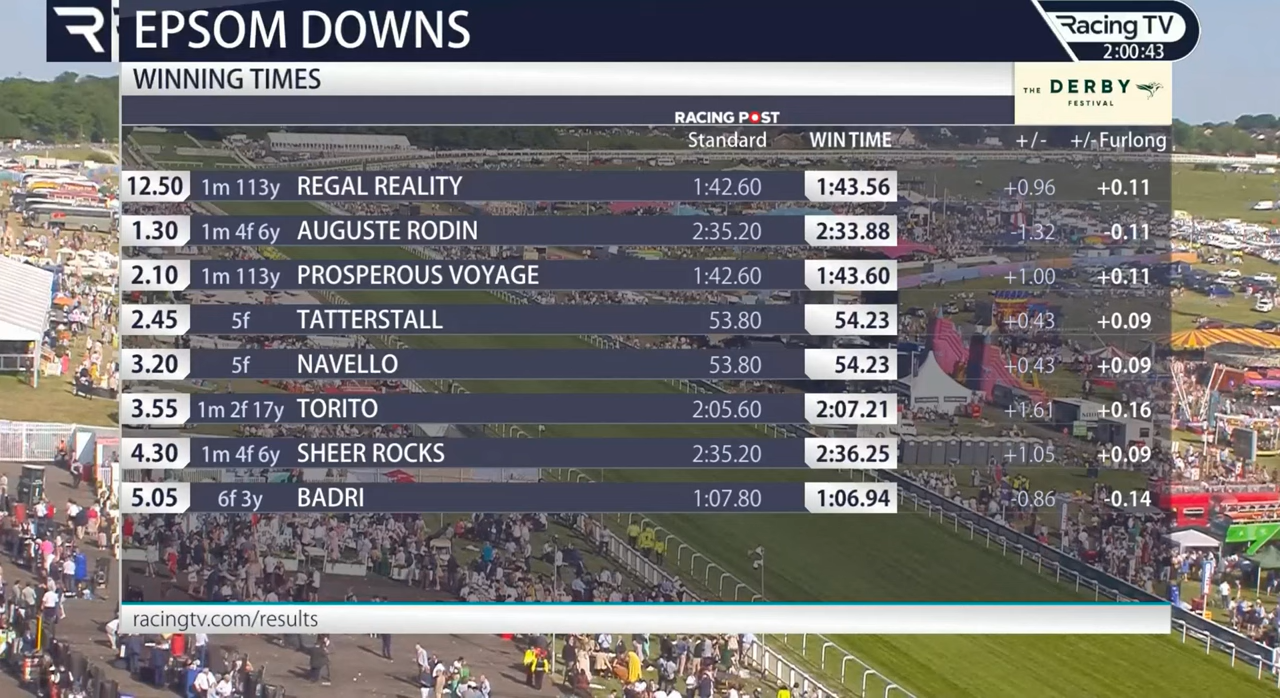 EPSOM DOWNS
Racing TV
2:00:43
WINNING TIMES
THE DERBY FESTIVAL
RACING POST
Standard WIN TIME +/- +/-Furlong
12.50 1m 113y REGAL REALITY 1:42.60 1:43.56 +0.96 +0.11
1.30 1m 4f 6y AUGUSTE RODIN 2:35.20 2:33.88 -1.32 -0.11
2.10 1m 113y PROSPEROUS VOYAGE 1:42.60 1:43.60 +1.00 +0.11
2.45 5f TATTERSTALL 53.80 54.23 +0.43 +0.09
3.20 5f NAVELLO 53.80 54.23 +0.43 +0.09
3.55 1m 2f 17y TORITO 2:05.60 2:07.21 +1.61 +0.16
4.30 1m 4f 6y SHEER ROCKS 2:35.20 2:36.25 +1.05 +0.09
5.05 6f 3y BADRI 1:07.80 1:06.94 -0.86 -0.14
racingtv.com/results